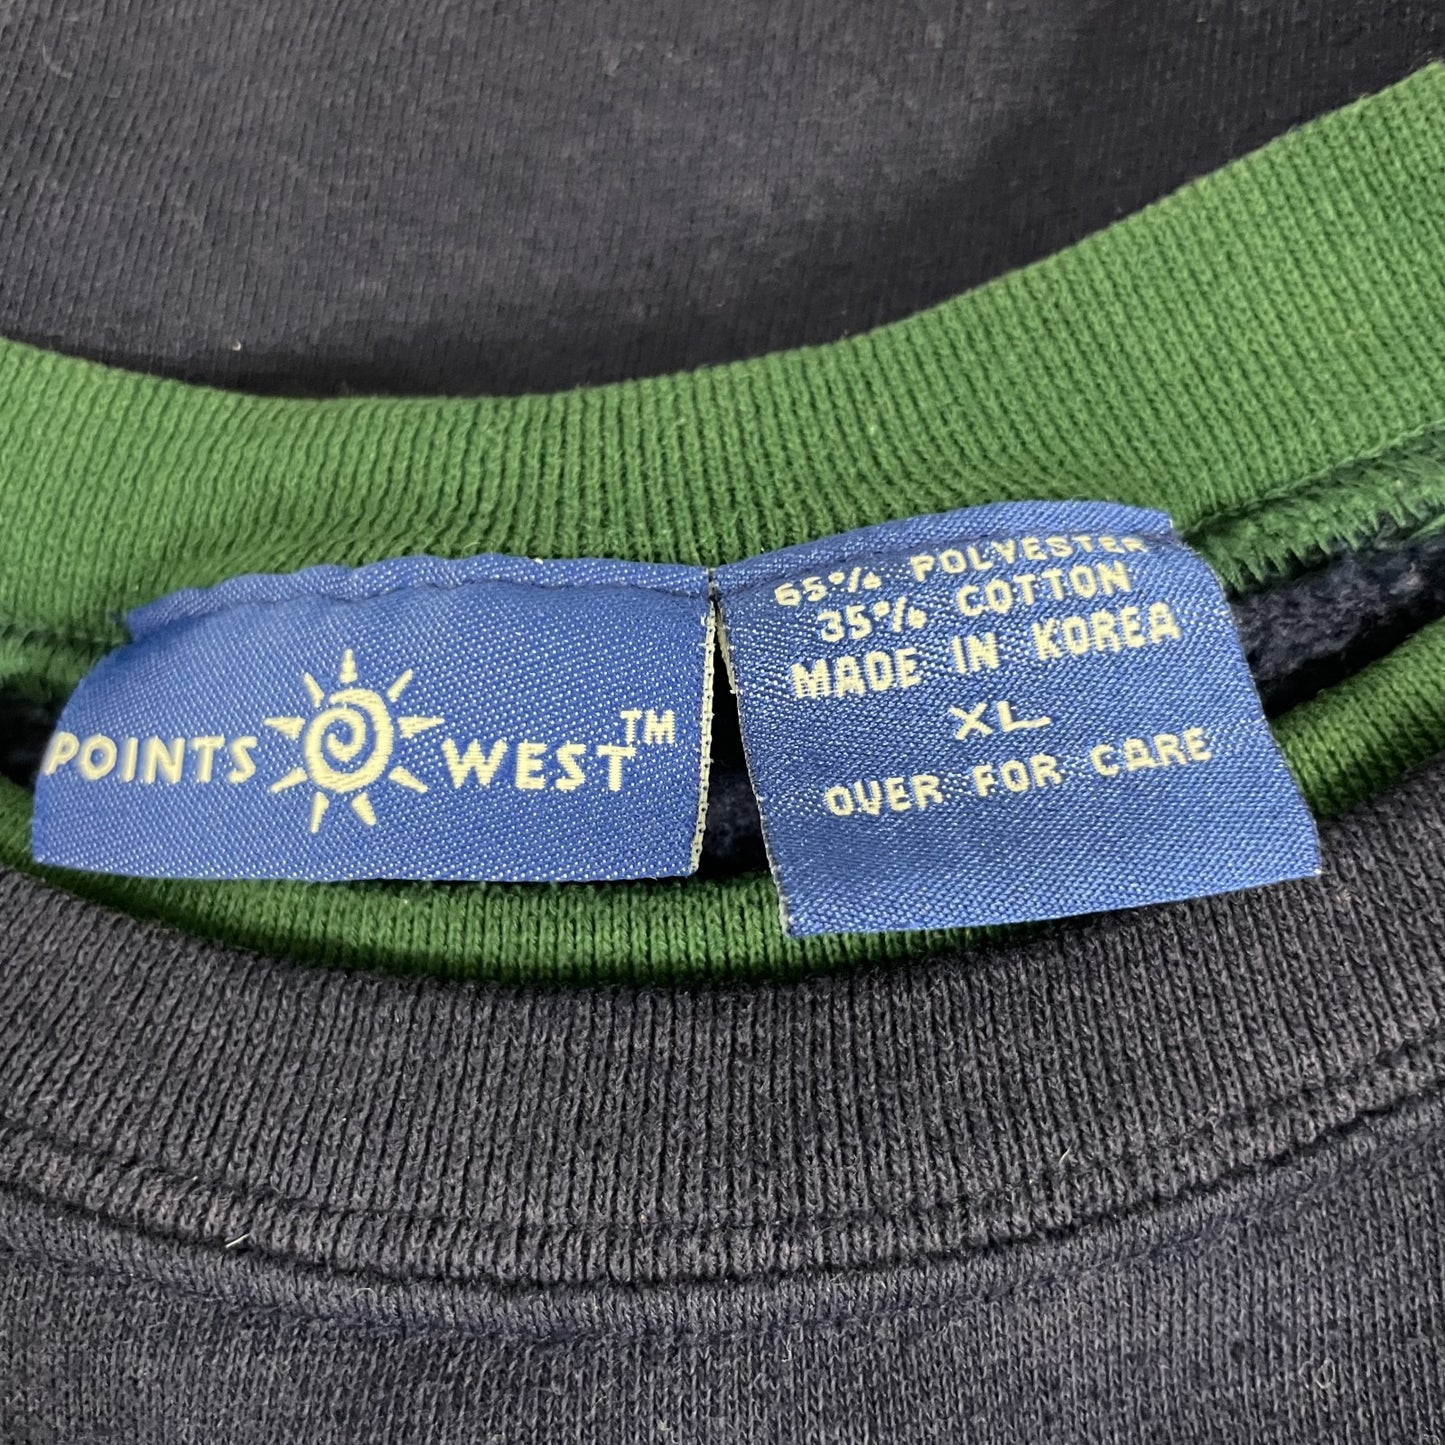 POINTS WEST™
65% POLYESTER
35% COTTON
MADE IN KOREA
XL
OVER FOR CARE